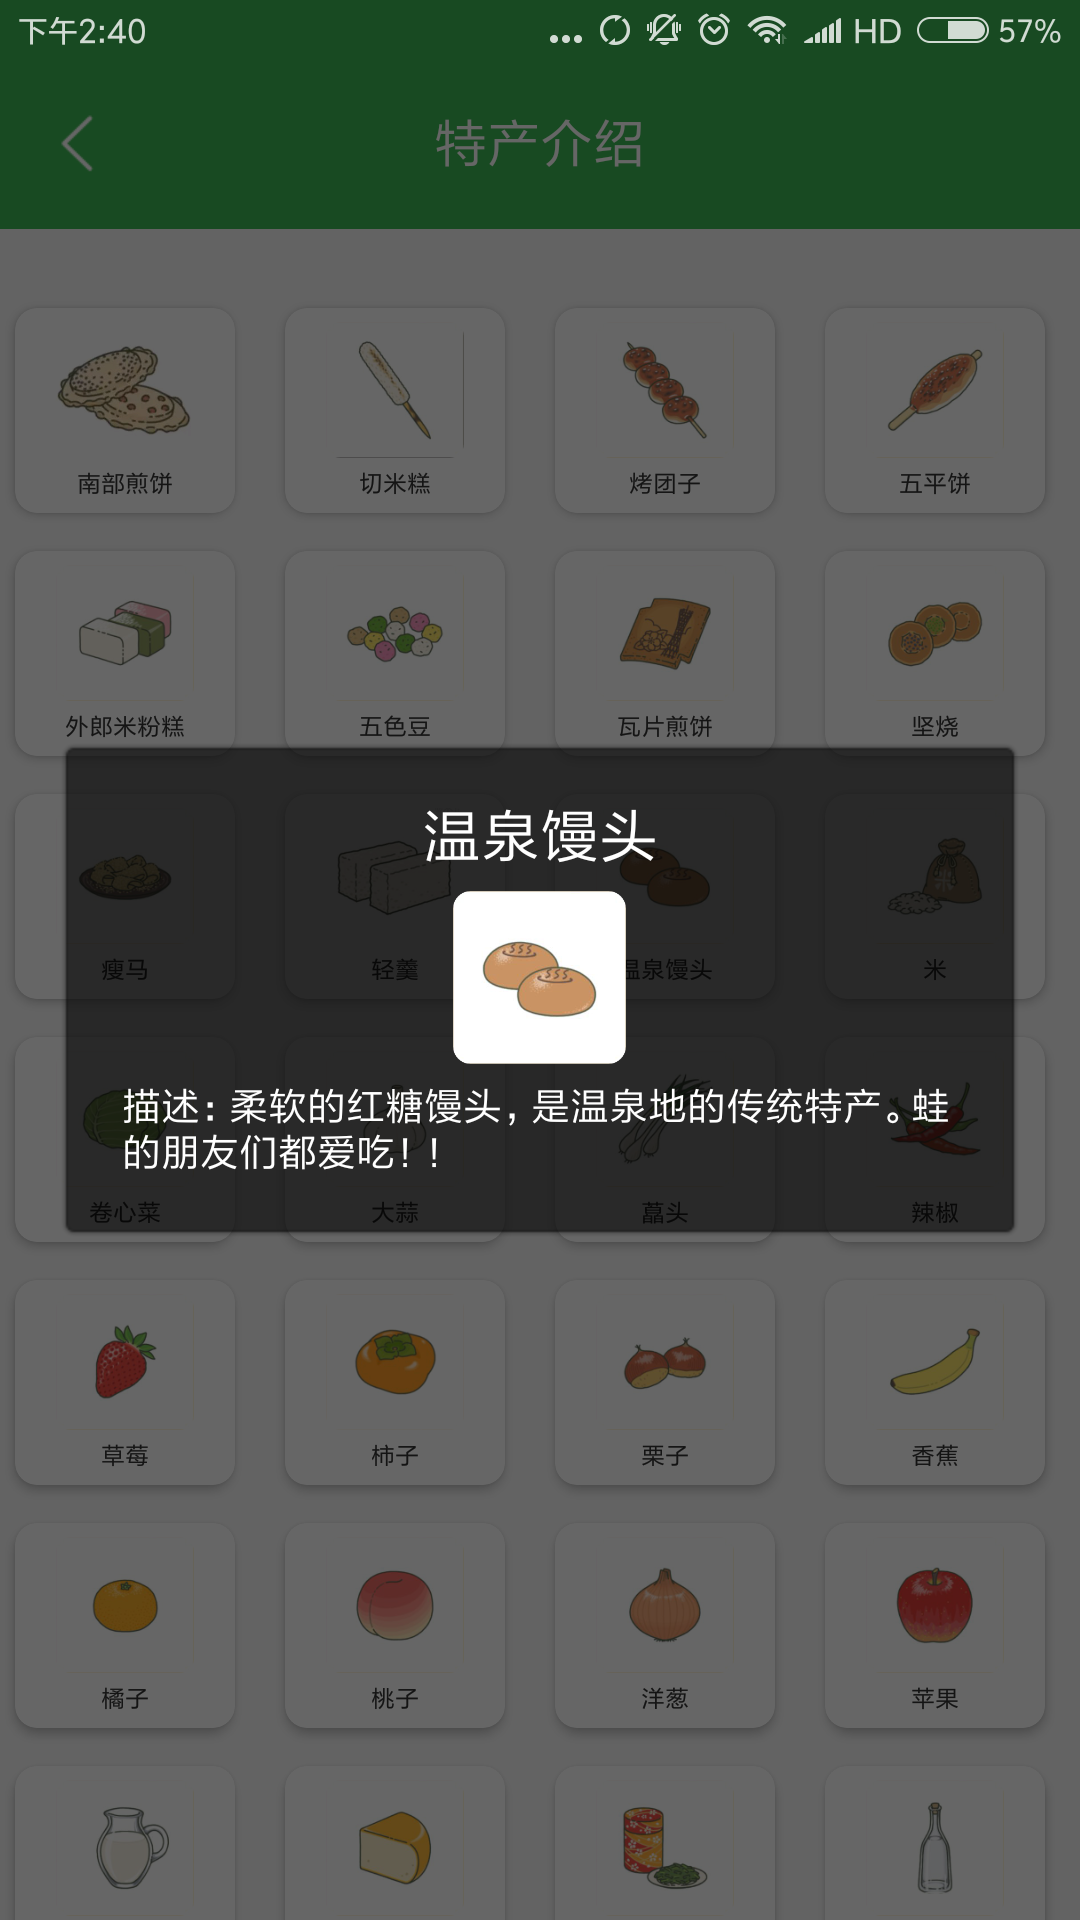 下午2:40
HD 57%
特产介绍
南部煎饼 切米糕 烤团子 五平饼
外郎米粉糕 五色豆 瓦片煎饼 坚烧
温泉馒头
瘦马 轻羹 温泉馒头 米
描述：柔软的红糖馒头，是温泉地的传统特产。蛙
的朋友们都爱吃！！
卷心菜 大蒜 藠头 辣椒
草莓 柿子 栗子 香蕉
橘子 桃子 洋葱 苹果